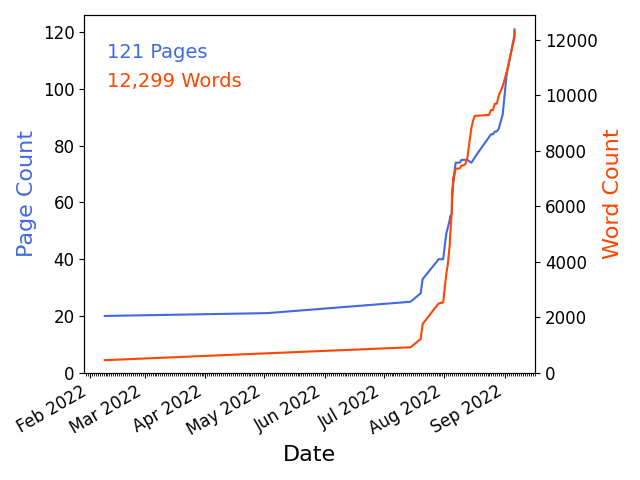 121 Pages
12,299 Words
Page Count
120
100
80
60
40
20
0
12000
10000
8000
6000
4000
2000
0
Word Count
Feb 2022
Mar 2022
Apr 2022
May 2022
Jun 2022
Jul 2022
Aug 2022
Sep 2022
Date